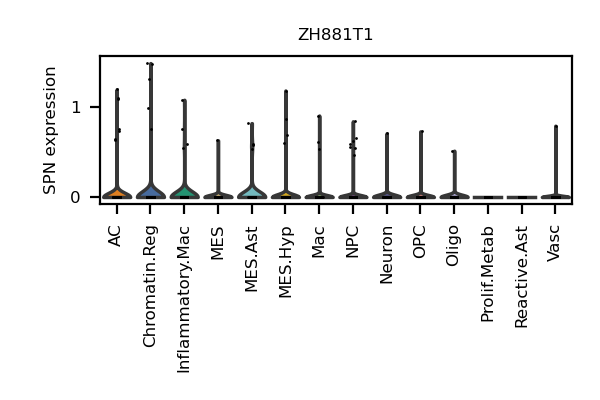 ZH881T1
SPN expression
1
0
AC
Chromatin.Reg
Inflammatory.Mac
MES
MES.Ast
MES.Hyp
Mac
NPC
Neuron
OPC
Oligo
Prolif.Metab
Reactive.Ast
Vasc